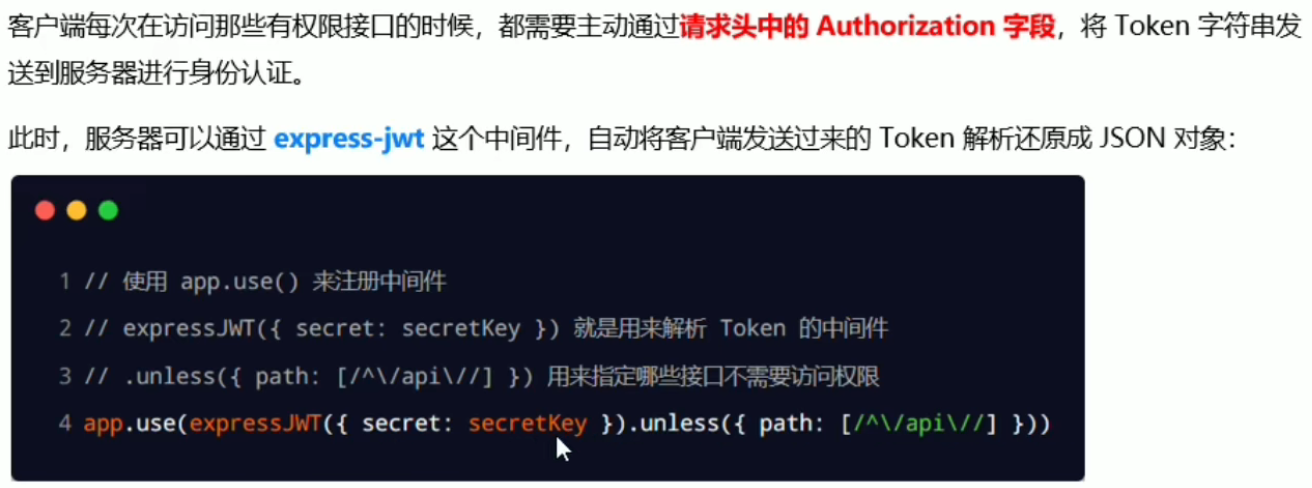 客户端每次在访问那些有权限接口的时候，都需要主动通过请求头中的 Authorization 字段，将 Token 字符串发
送到服务器进行身份认证。
此时，服务器可以通过 express-jwt 这个中间件，自动将客户端发送过来的 Token 解析还原成 JSON 对象：
1 // 使用 app.use() 来注册中间件
2 // expressJWT({ secret: secretKey }) 就是用来解析 Token 的中间件
3 // .unless({ path: [/^\/api\//] }) 用来指定哪些接口不需要访问权限
4 app.use(expressJWT({ secret: secretKey }).unless({ path: [/^\/api\//] }))